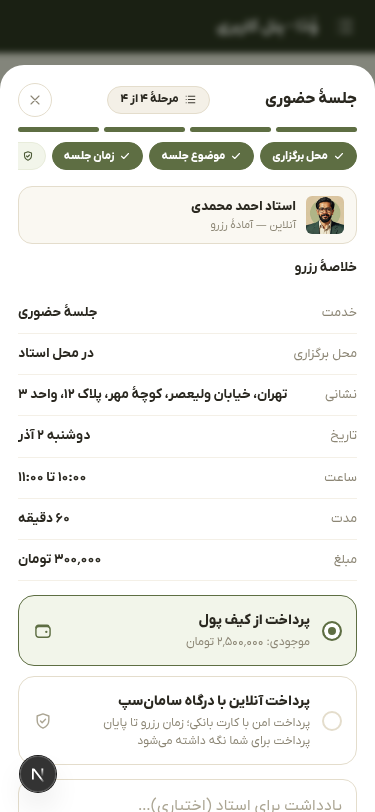 جلسهٔ حضوری
مرحلهٔ ۴ از ۴
محل برگزاری
موضوع جلسه
زمان جلسه
استاد احمد محمدی
آنلاین — آمادهٔ رزرو
خلاصهٔ رزرو
خدمت جلسهٔ حضوری
محل برگزاری در محل استاد
نشانی تهران، خیابان ولیعصر، کوچهٔ مهر، پلاک ۱۲، واحد ۳
تاریخ دوشنبه ۲ آذر
ساعت ۱۰:۰۰ تا ۱۱:۰۰
مدت ۶۰ دقیقه
مبلغ ۳۰۰٬۰۰۰ تومان
پرداخت از کیف پول
موجودی: ۲٬۵۰۰٬۰۰۰ تومان
پرداخت آنلاین با درگاه سامان‌سپ
پرداخت امن با کارت بانکی؛ زمان رزرو تا پایان
پرداخت برای شما نگه داشته می‌شود
یادداشت برای استاد (اختیاری)...
N